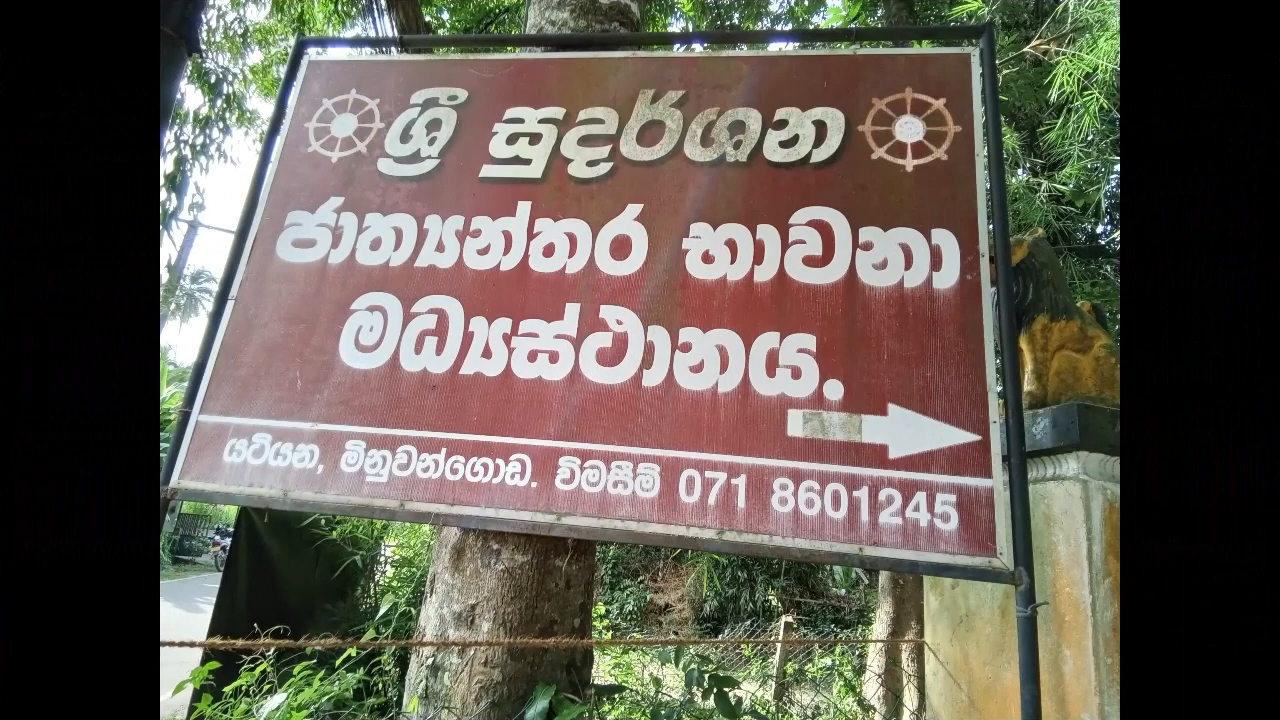 ශ්‍රී සුදර්ශන
ජාත්‍යන්තර භාවනා
මධ්‍යස්ථානය.
යටියන, මිනුවන්ගොඩ. විමසීම් 071 8601245